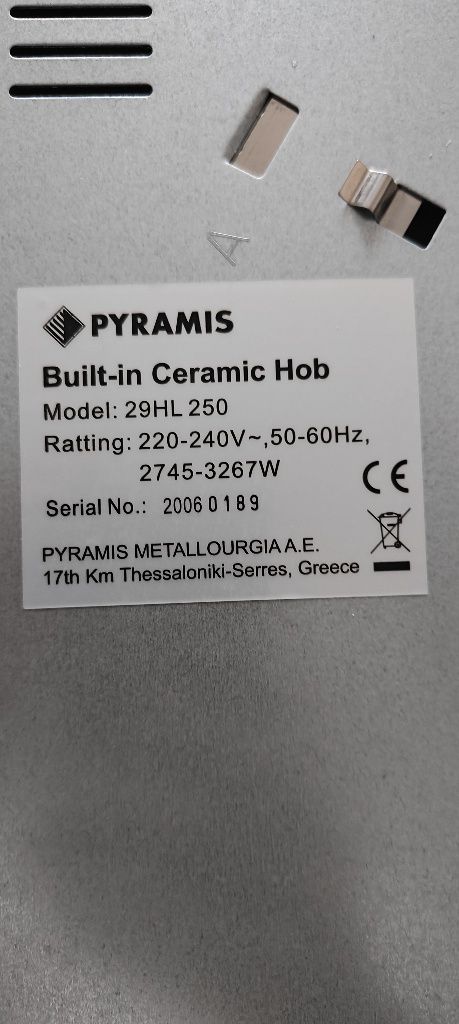 A
PYRAMIS
Built-in Ceramic Hob
Model: 29HL 250
Ratting: 220-240V~,50-60Hz,
2745-3267W
CE
Serial No.: 20060189
PYRAMIS METALLOURGIA A.E.
17th Km Thessaloniki-Serres, Greece